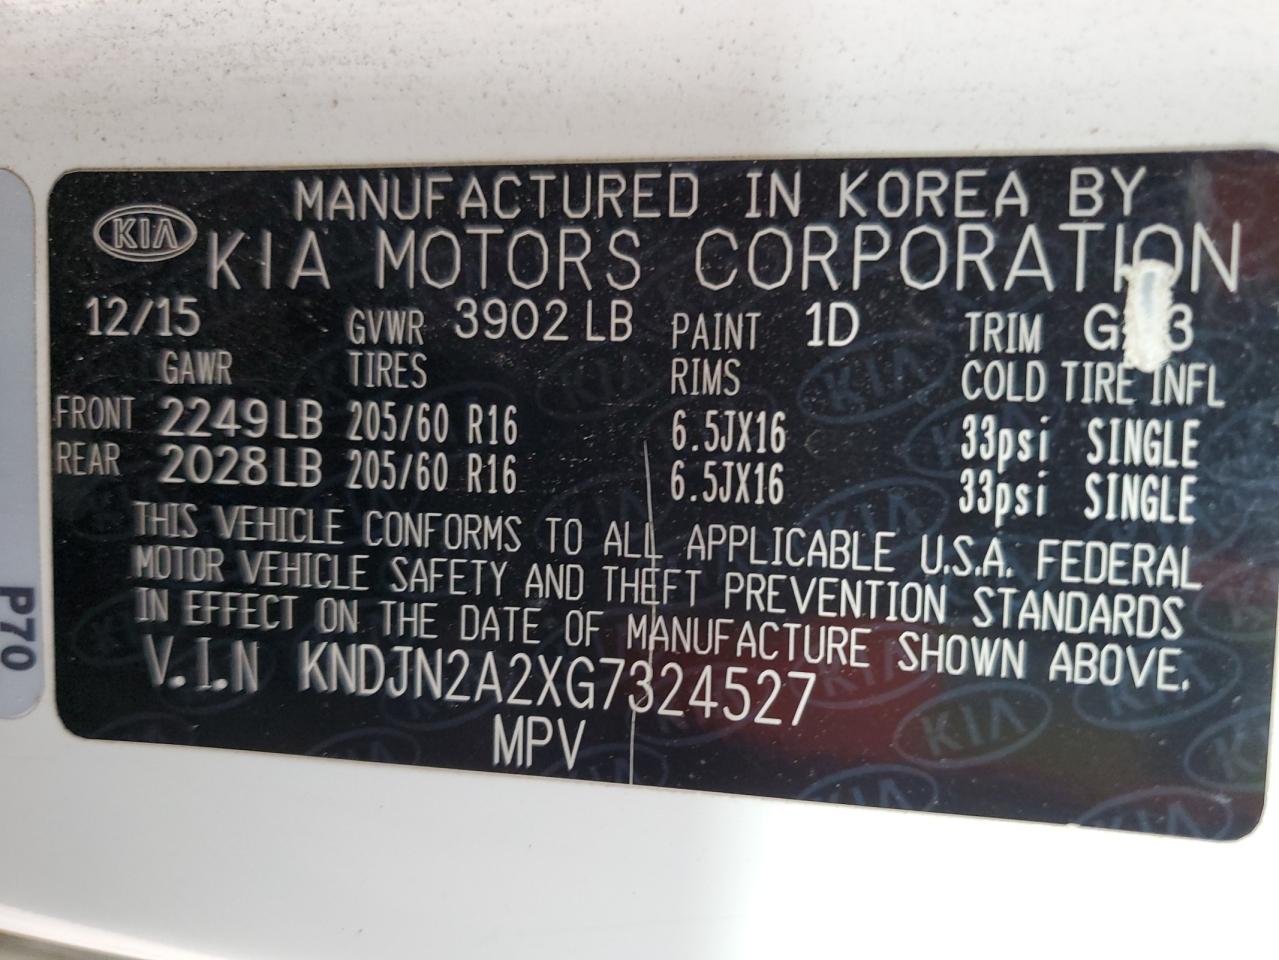 MANUFACTURED IN KOREA BY
KIA KIA MOTORS CORPORATION
12/15 GVWR 3902 LB PAINT 1D TRIM
GAWR TIRES RIMS COLD TIRE INFL
FRONT 2249 LB 205/60 R16 6.5JX16 33psi SINGLE
REAR 2028 LB 205/60 R16 6.5JX16 33psi SINGLE
THIS VEHICLE CONFORMS TO ALL APPLICABLE U.S.A. FEDERAL
MOTOR VEHICLE SAFETY AND THEFT PREVENTION STANDARDS
IN EFFECT ON THE DATE OF MANUFACTURE SHOWN ABOVE.
V.I.N KNDJN2A2XG7324527
MPV
P70